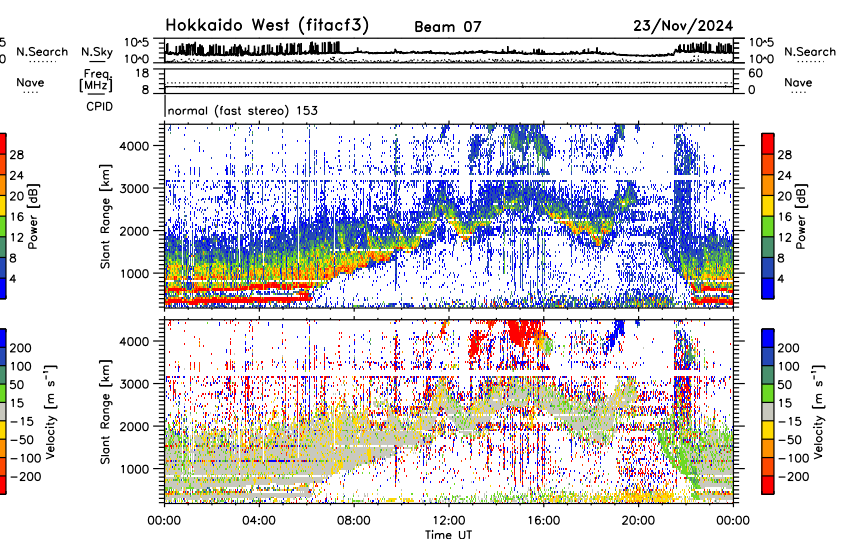 Hokkaido West (fitacf3) Beam 07 23/Nov/2024
5 N.Search N.Sky 10^5 10^5 N.Search
0 10^0 10^0
Nave Freq. [MHz] 18 60 Nave
8 0
CPID normal (fast stereo) 153
28 4000 28
24 24
20 3000 20
16 16
12 2000 12
8 8
4 1000 4
Power [dB] Slant Range [km] Power [dB]
200 4000 200
100 100
50 3000 50
15 15
−15 2000 −15
−50 −50
−100 1000 −100
−200 −200
Velocity [m s⁻¹] Slant Range [km] Velocity [m s⁻¹]
00:00 04:00 08:00 12:00 16:00 20:00 00:00
Time UT